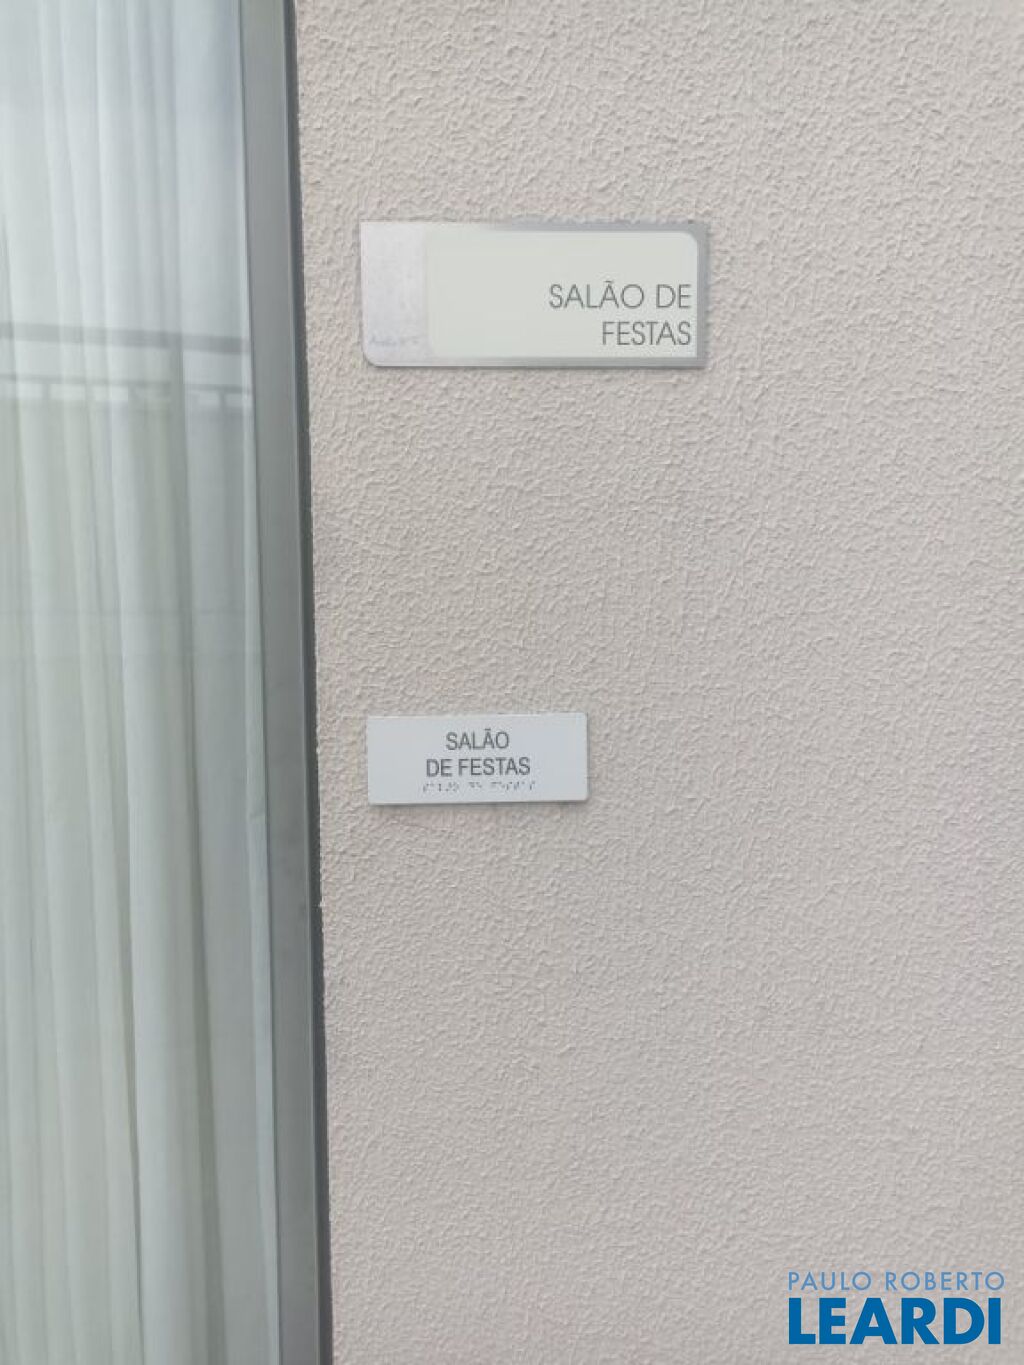 SALÃO DE
FESTAS
SALÃO
DE FESTAS
PAULO ROBERTO
LEARDI